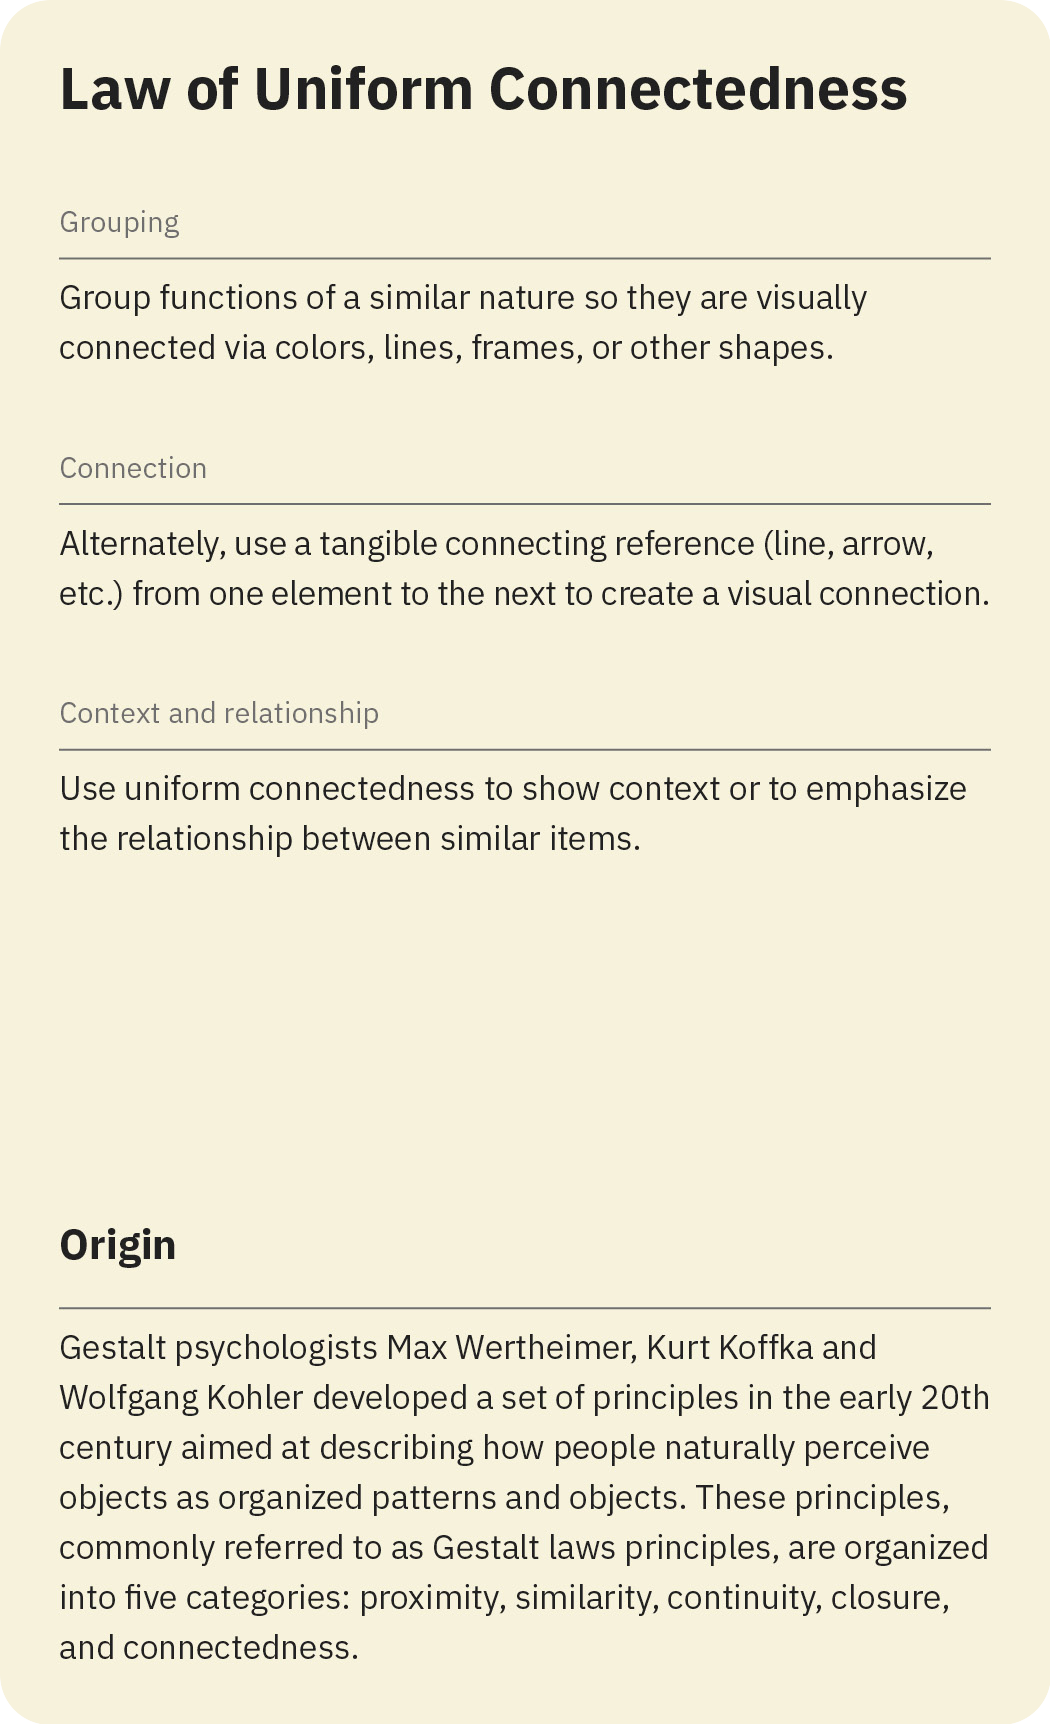 Law of Uniform Connectedness
Grouping
Group functions of a similar nature so they are visually
connected via colors, lines, frames, or other shapes.
Connection
Alternately, use a tangible connecting reference (line, arrow,
etc.) from one element to the next to create a visual connection.
Context and relationship
Use uniform connectedness to show context or to emphasize
the relationship between similar items.
Origin
Gestalt psychologists Max Wertheimer, Kurt Koffka and
Wolfgang Kohler developed a set of principles in the early 20th
century aimed at describing how people naturally perceive
objects as organized patterns and objects. These principles,
commonly referred to as Gestalt laws principles, are organized
into five categories: proximity, similarity, continuity, closure,
and connectedness.